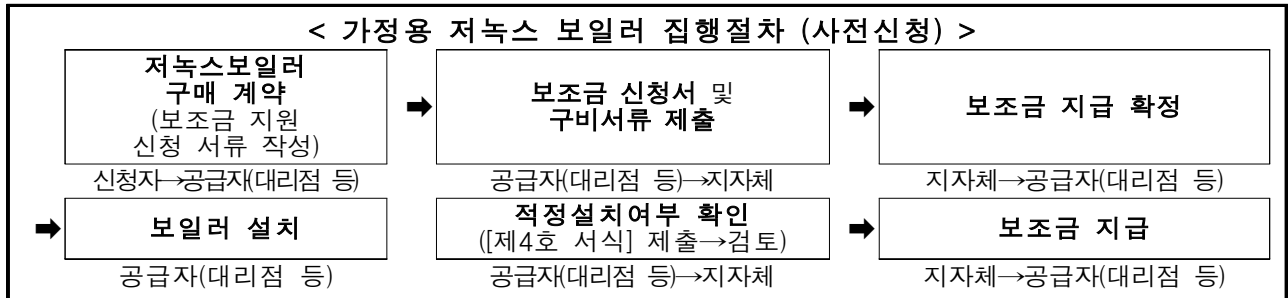 < 가정용 저녹스 보일러 집행절차 (사전신청) >
저녹스보일러
구매 계약
(보조금 지원
신청 서류 작성)
신청자→공급자(대리점 등)
➡
보조금 신청서 및
구비서류 제출
공급자(대리점 등)→지자체
➡
보조금 지급 확정
지자체→공급자(대리점 등)
➡
보일러 설치
공급자(대리점 등)
적정설치여부 확인
([제4호 서식] 제출→검토)
공급자(대리점 등)→지자체
➡
보조금 지급
지자체→공급자(대리점 등)